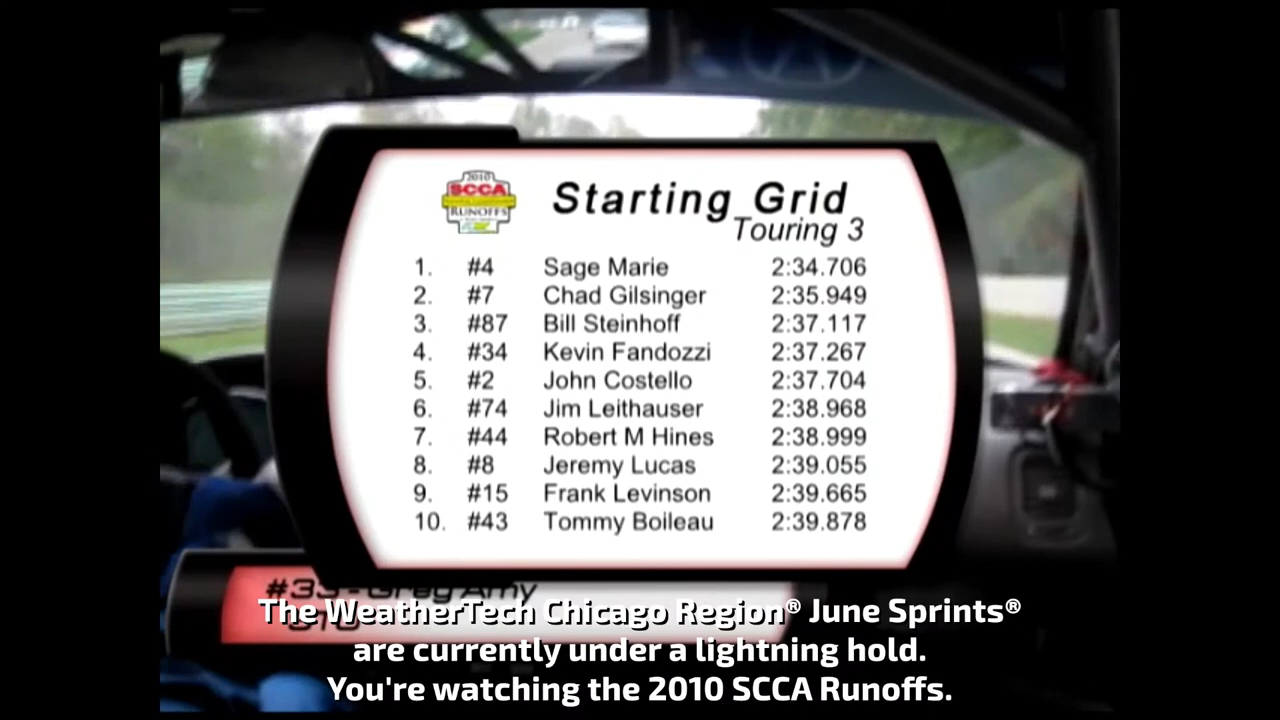 2010
SCCA
RUNOFFS
Starting Grid
Touring 3
1. #4 Sage Marie 2:34.706
2. #7 Chad Gilsinger 2:35.949
3. #87 Bill Steinhoff 2:37.117
4. #34 Kevin Fandozzi 2:37.267
5. #2 John Costello 2:37.704
6. #74 Jim Leithauser 2:38.968
7. #44 Robert M Hines 2:38.999
8. #8 Jeremy Lucas 2:39.055
9. #15 Frank Levinson 2:39.665
10. #43 Tommy Boileau 2:39.878
#33 - Greg Amy
The WeatherTech Chicago Region® June Sprints®
are currently under a lightning hold.
You're watching the 2010 SCCA Runoffs.